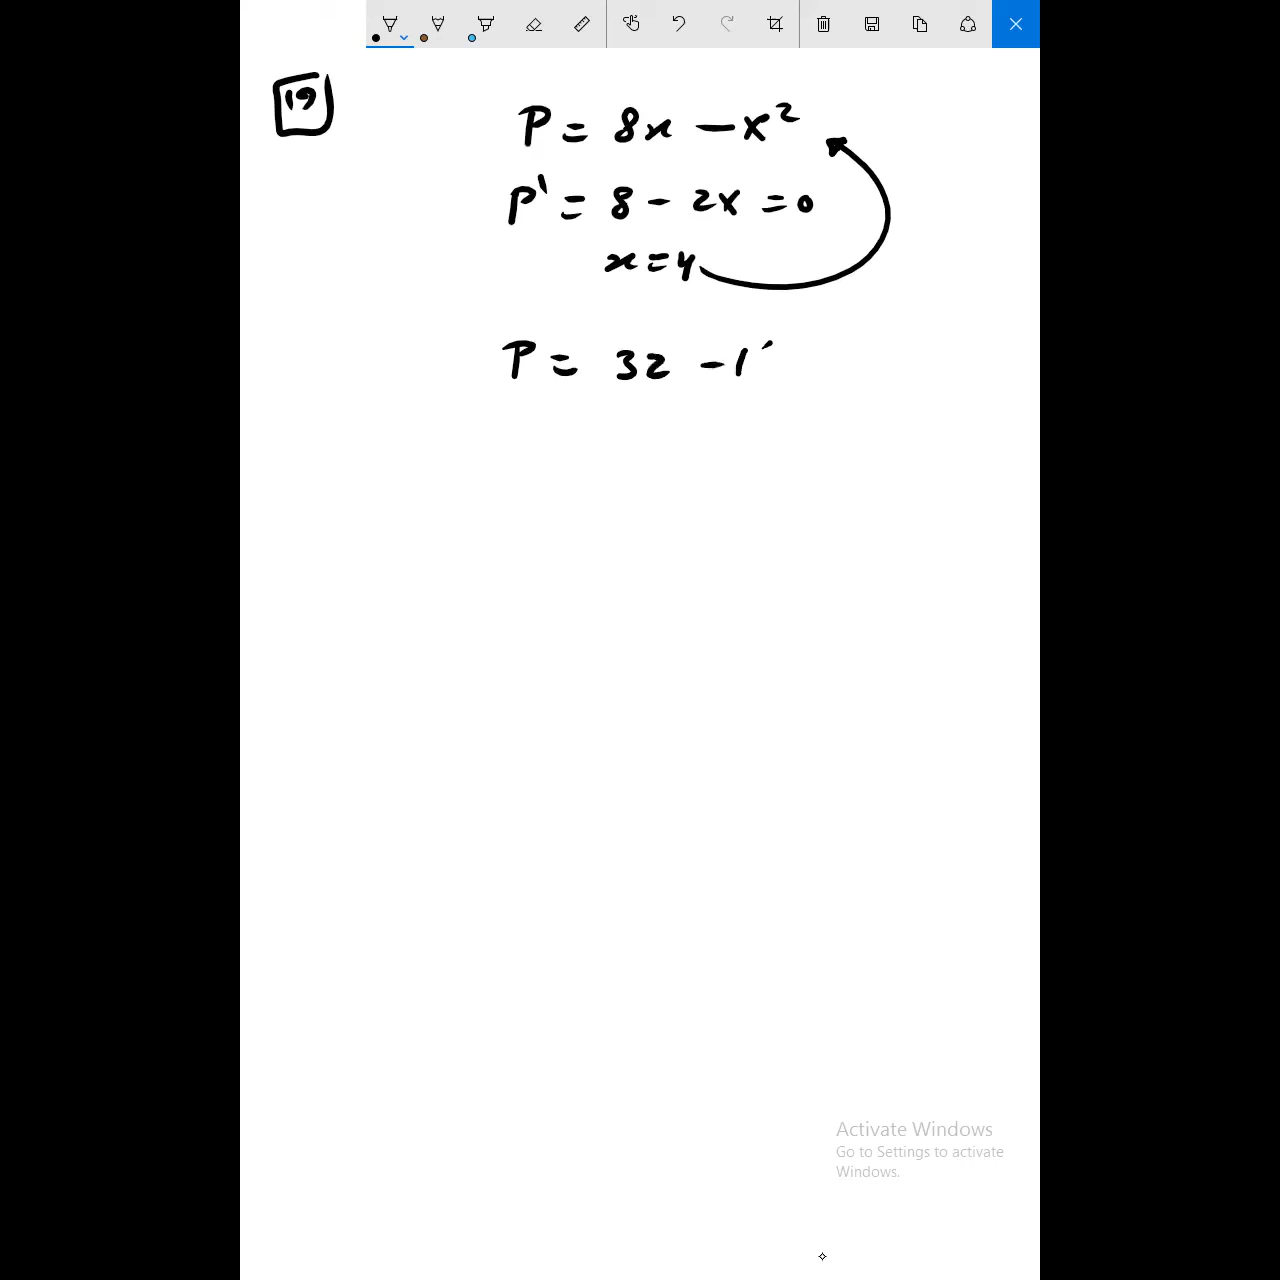 19
P = 8x - x²
P' = 8 - 2x = 0
x = 4
P = 32 - 1
Activate Windows
Go to Settings to activate
Windows.